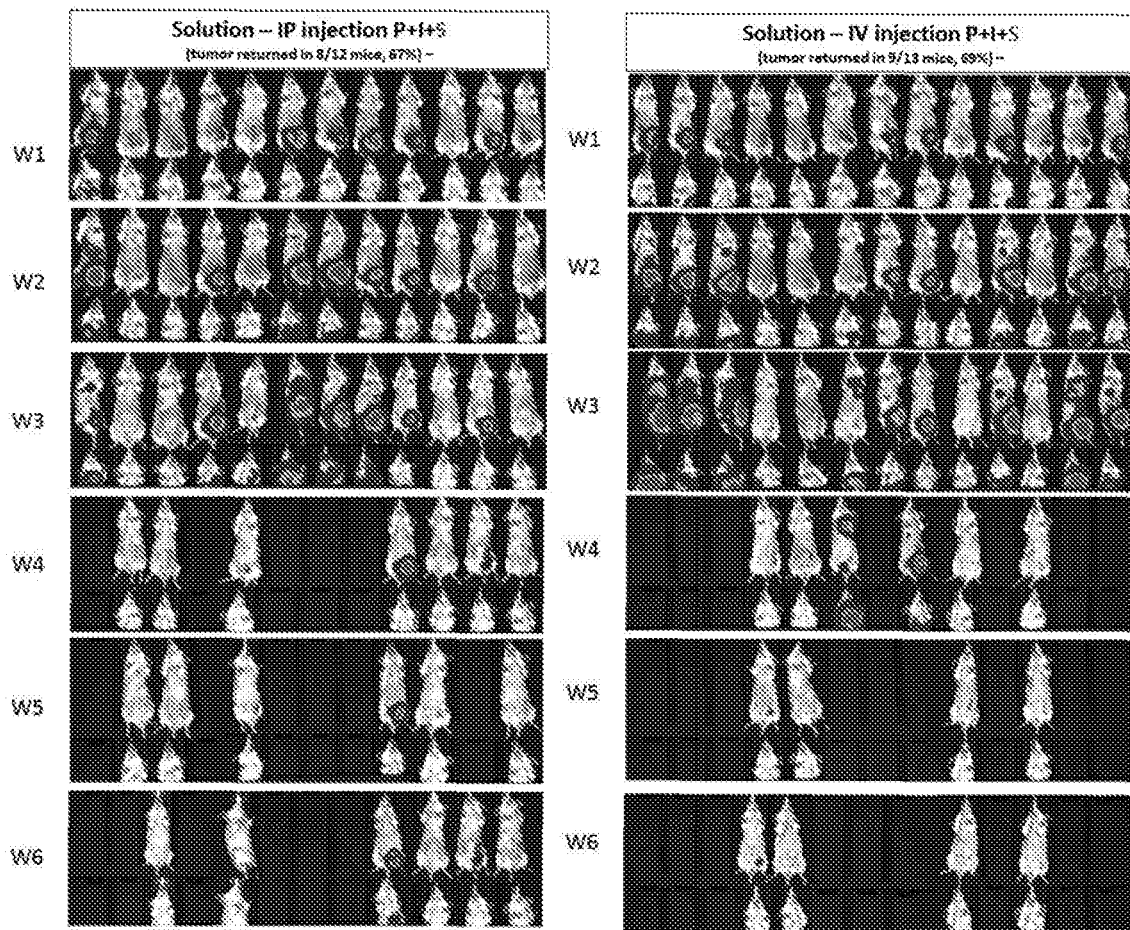 Solution – IP injection P+I+S
(tumor returned in 8/12 mice, 67%) –
W1
W2
W3
W4
W5
W6
Solution – IV injection P+I+S
(tumor returned in 9/13 mice, 69%) –
W1
W2
W3
W4
W5
W6